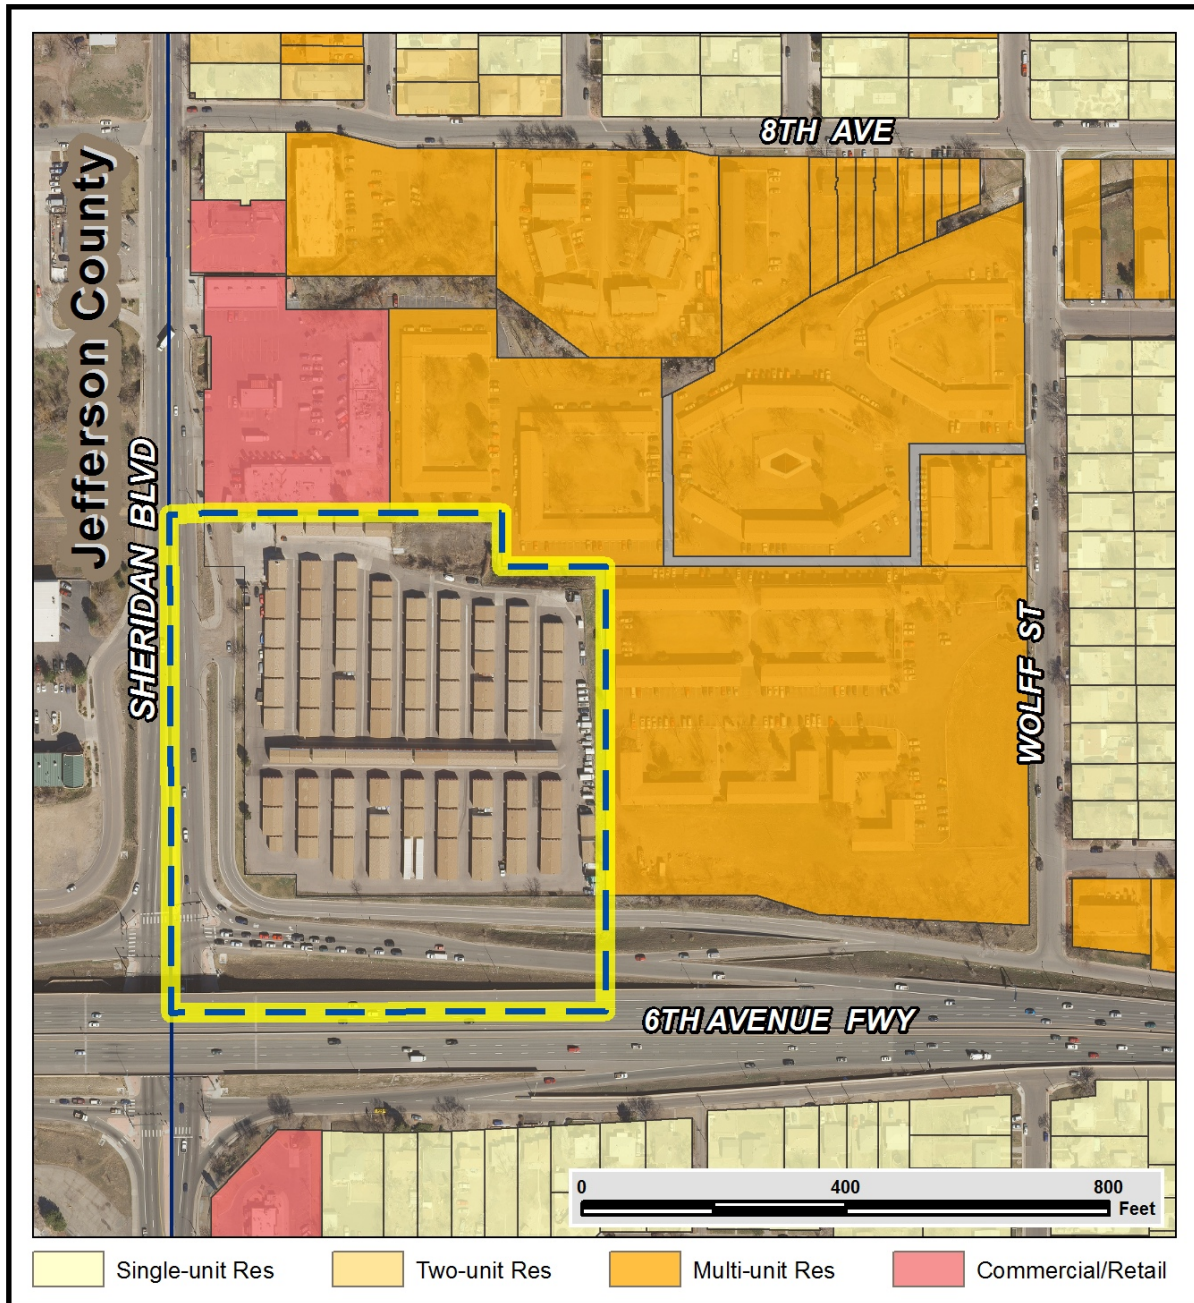 8TH AVE
Jefferson County
SHERIDAN BLVD
WOLFF ST
6TH AVENUE FWY
0 400 800
Feet
Single-unit Res Two-unit Res Multi-unit Res Commercial/Retail